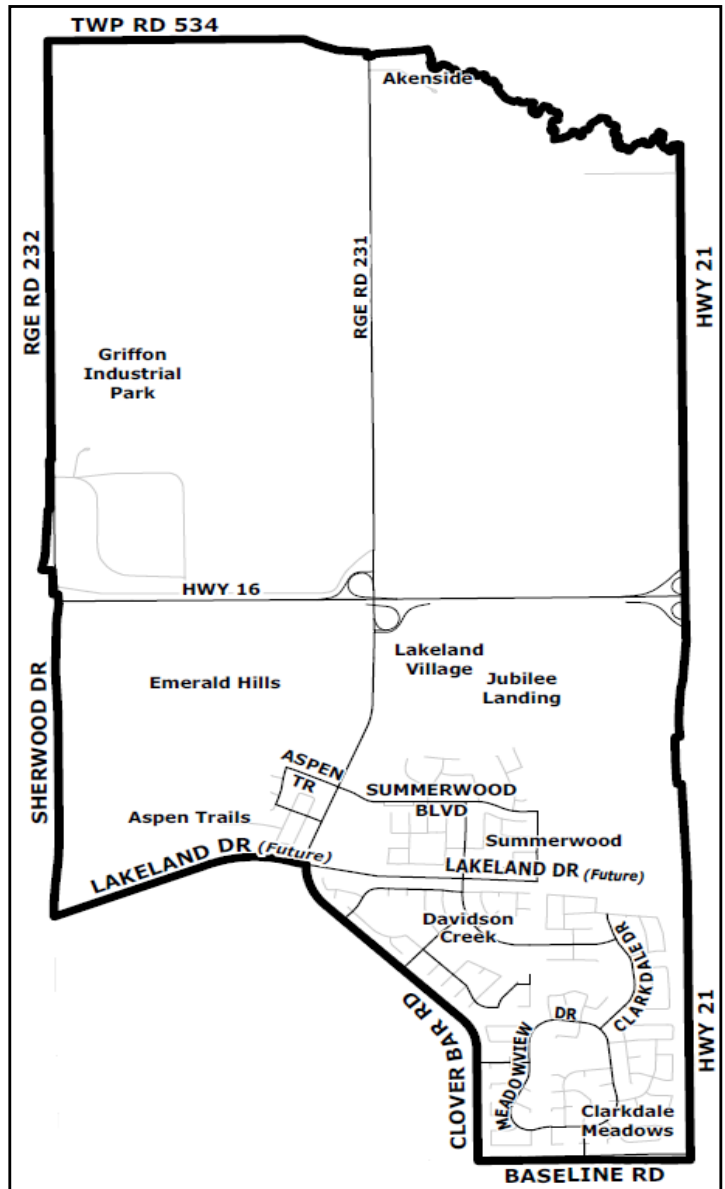 TWP RD 534
Akenside
RGE RD 232
RGE RD 231
HWY 21
Griffon
Industrial
Park
HWY 16
Lakeland
Village
Emerald Hills
Jubilee
Landing
SHERWOOD DR
ASPEN
TR
SUMMERWOOD
BLVD
Aspen Trails
Summerwood
LAKELAND DR (Future)
LAKELAND DR (Future)
Davidson
Creek
CLARKDALE DR
CLOVER BAR RD
MEADOWVIEW
DR
HWY 21
Clarkdale
Meadows
BASELINE RD